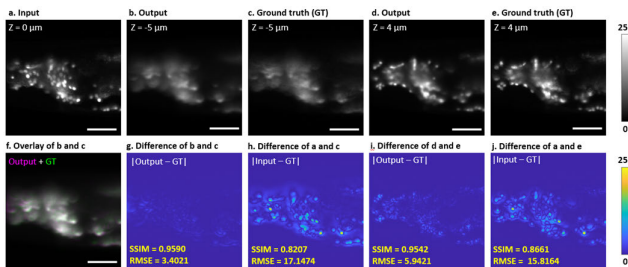 a. Input
b. Output
c. Ground truth (GT)
d. Output
e. Ground truth (GT)
Z = 0 µm
Z = -5 µm
Z = -5 µm
Z = 4 µm
Z = 4 µm
25
0
f. Overlay of b and c
g. Difference of b and c
h. Difference of a and c
i. Difference of d and e
j. Difference of a and e
Output + GT
|Output – GT|
|Input – GT|
|Output – GT|
|Input – GT|
25
SSIM = 0.9590
RMSE = 3.4021
SSIM = 0.8207
RMSE = 17.1474
SSIM = 0.9542
RMSE = 5.9421
SSIM = 0.8661
RMSE = 15.8164
0